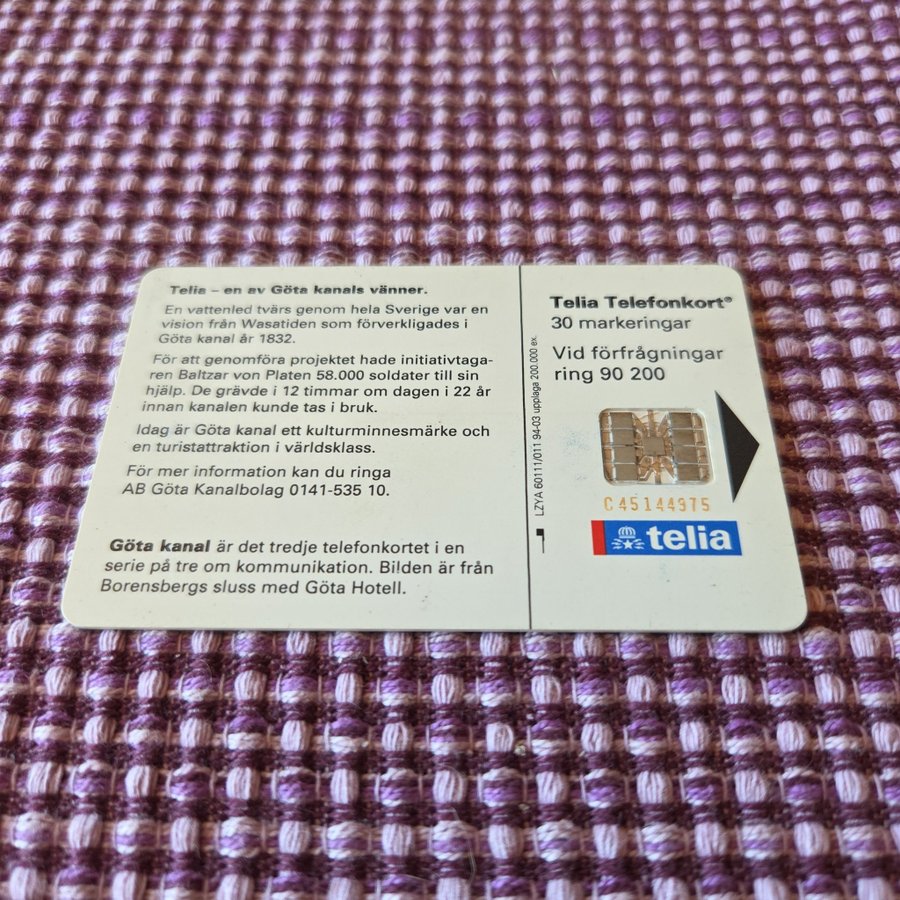 Telia – en av Göta kanals vänner.
En vattenled tvärs genom hela Sverige var en
vision från Wasatiden som förverkligades i
Göta kanal år 1832.
För att genomföra projektet hade initiativtaga-
ren Baltzar von Platen 58.000 soldater till sin
hjälp. De grävde i 12 timmar om dagen i 22 år
innan kanalen kunde tas i bruk.
Idag är Göta kanal ett kulturminnesmärke och
en turistattraktion i världsklass.
För mer information kan du ringa
AB Göta Kanalbolag 0141-535 10.
Göta kanal är det tredje telefonkortet i en
serie på tre om kommunikation. Bilden är från
Borensbergs sluss med Göta Hotell.
LZYA 60111/011 94-03 upplaga 200.000 ex.
Telia Telefonkort®
30 markeringar
Vid förfrågningar
ring 90 200
C45144975
telia